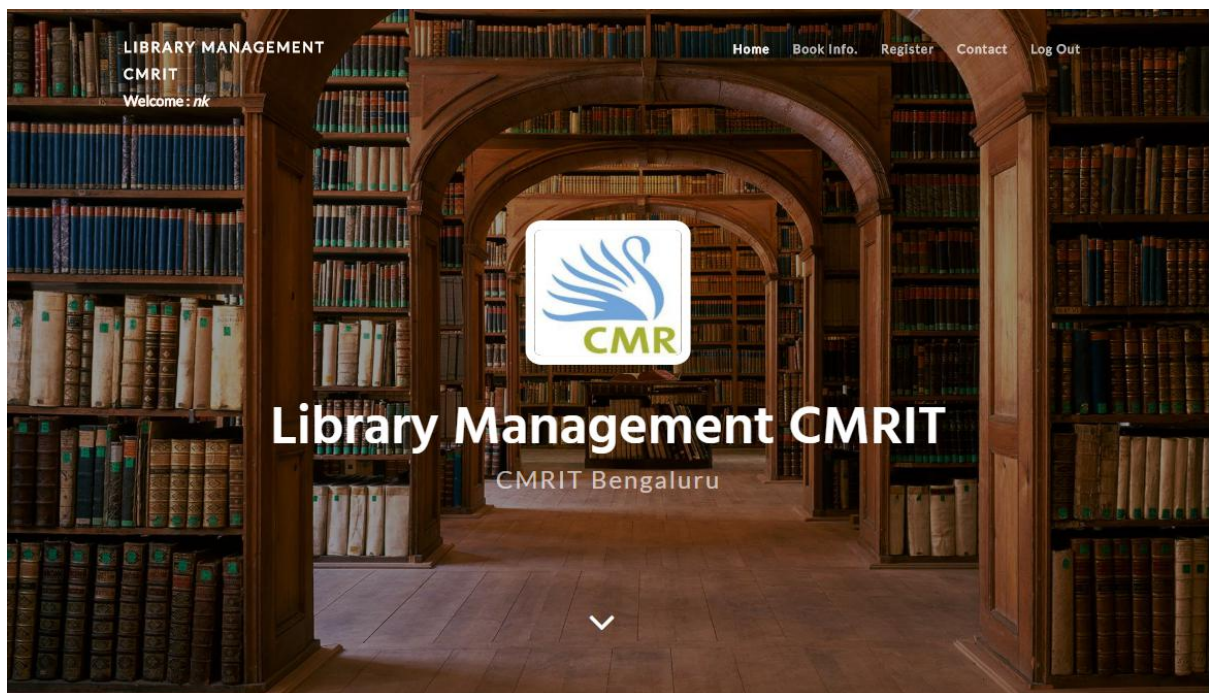 LIBRARY MANAGEMENT
CMRIT
Welcome : nk
Home Book Info. Register Contact Log Out
CMR
Library Management CMRIT
CMRIT Bengaluru